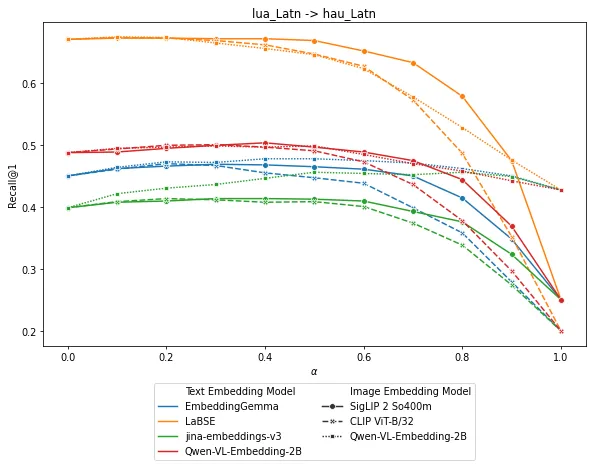 lua_Latn -> hau_Latn
Recall@1
0.6
0.5
0.4
0.3
0.2
0.0 0.2 0.4 0.6 0.8 1.0
α
Text Embedding Model Image Embedding Model
EmbeddingGemma SigLIP 2 So400m
LaBSE CLIP ViT-B/32
jina-embeddings-v3 Qwen-VL-Embedding-2B
Qwen-VL-Embedding-2B